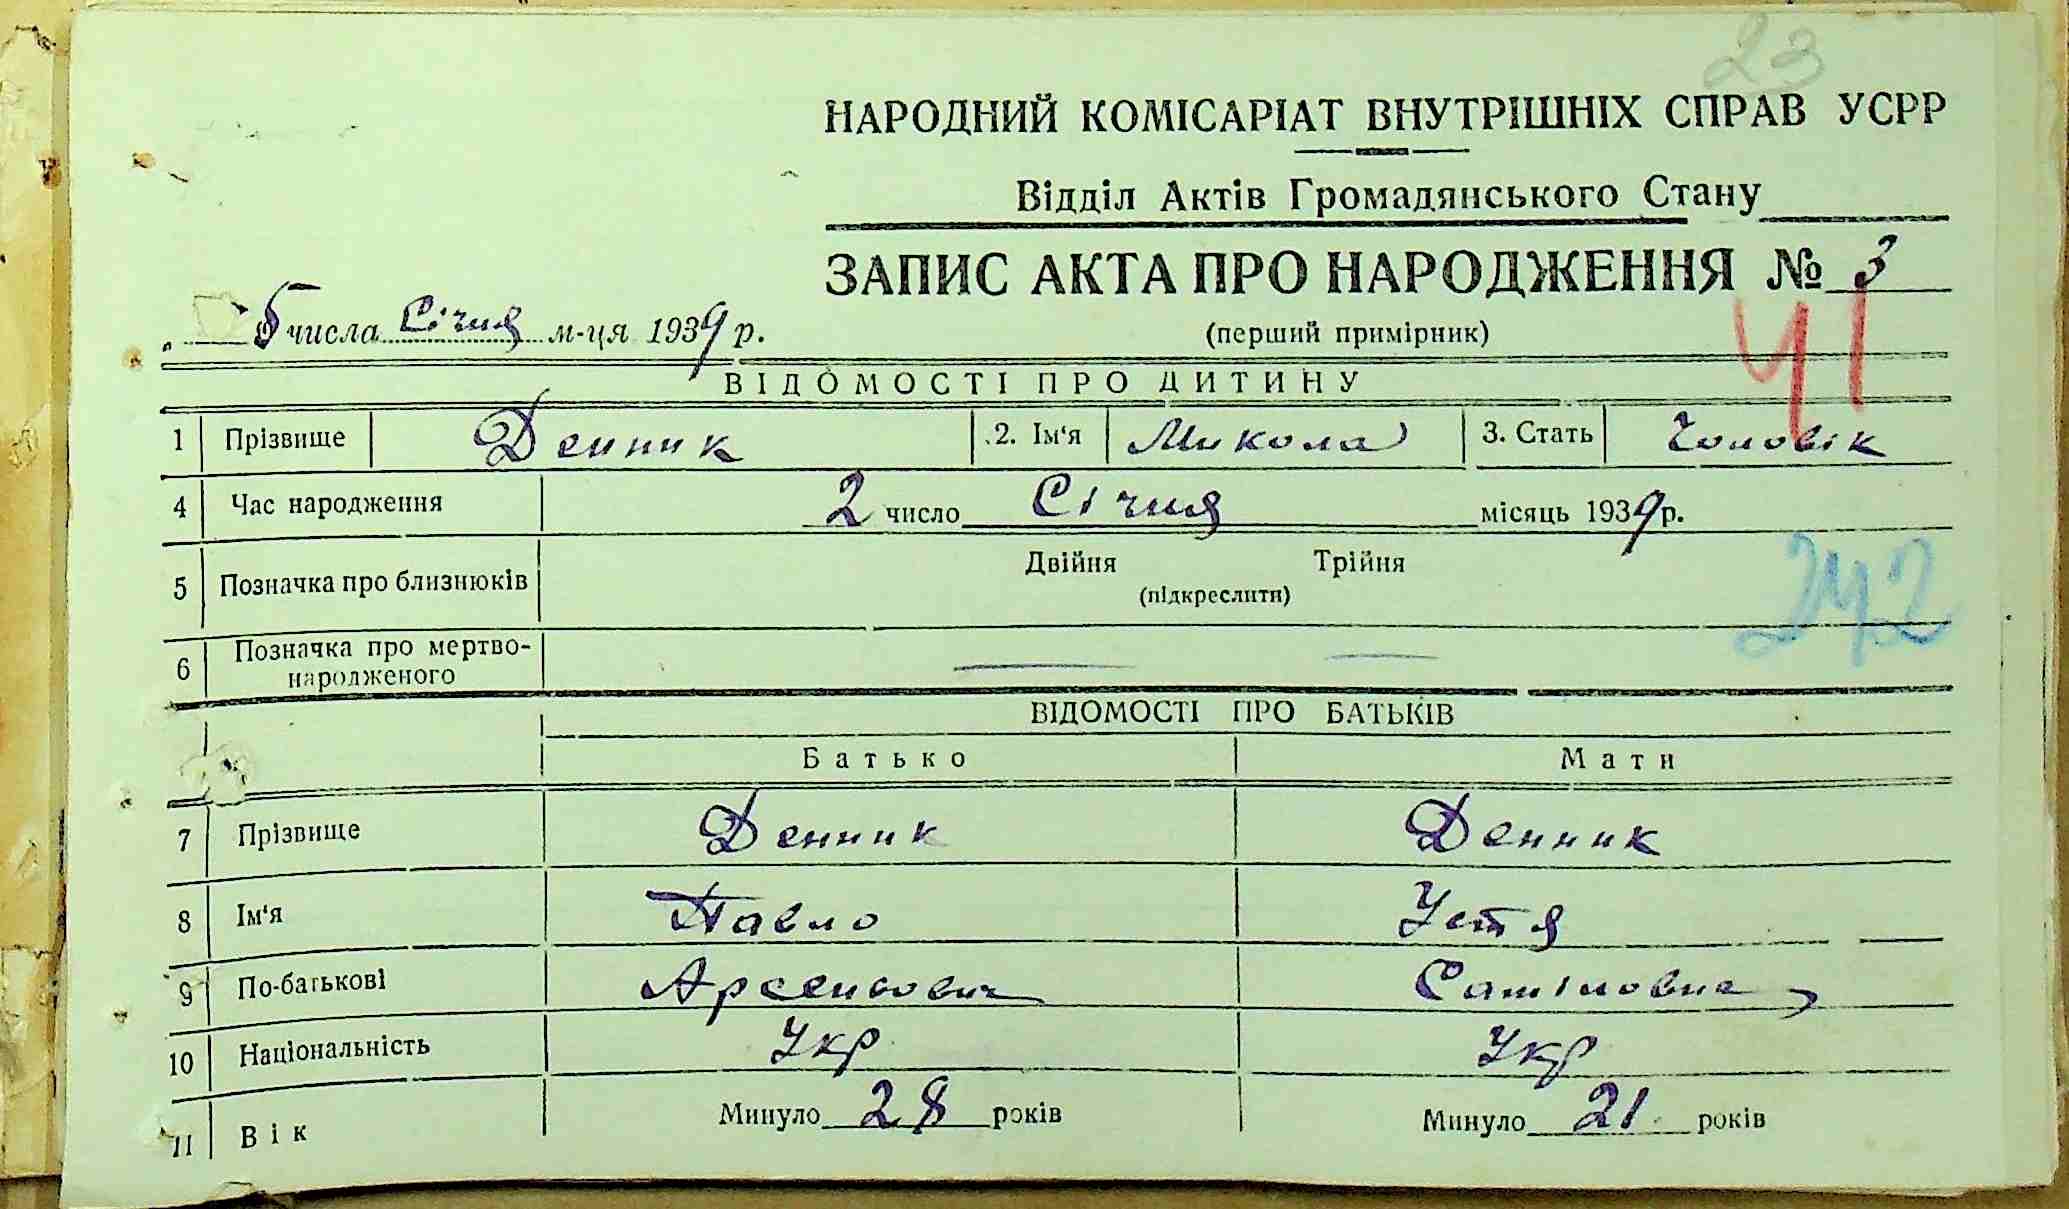 23
НАРОДНИЙ КОМІСАРІАТ ВНУТРІШНІХ СПРАВ УСРР
Відділ Актів Громадянського Стану
ЗАПИС АКТА ПРО НАРОДЖЕННЯ № 3
„ 5 числа Січня м-ця 1939 р.
(перший примірник)
41
ВІДОМОСТІ ПРО ДИТИНУ
1 Прізвище Денник 2. Ім‘я Микола 3. Стать Чоловік
4 Час народження 2 число Січня місяць 1939 р.
5 Позначка про близнюків Двійня Трійня
(підкреслити)
242
6 Позначка про мертво-
народженого
ВІДОМОСТІ ПРО БАТЬКІВ
Батько Мати
7 Прізвище Денник Денник
8 Ім‘я Павло Устя
9 По-батькові Арсенович
10 Національність Укр Укр
11 Вік Минуло 28 років Минуло 21 років